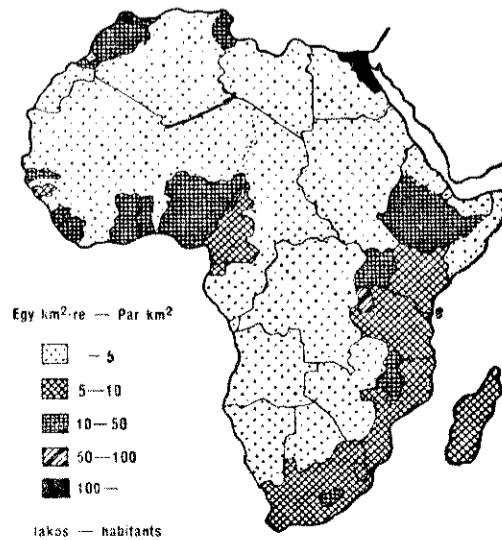 Egy km²-re — Par km²
— 5
5—10
10—50
50—100
100—
lakos — habitants